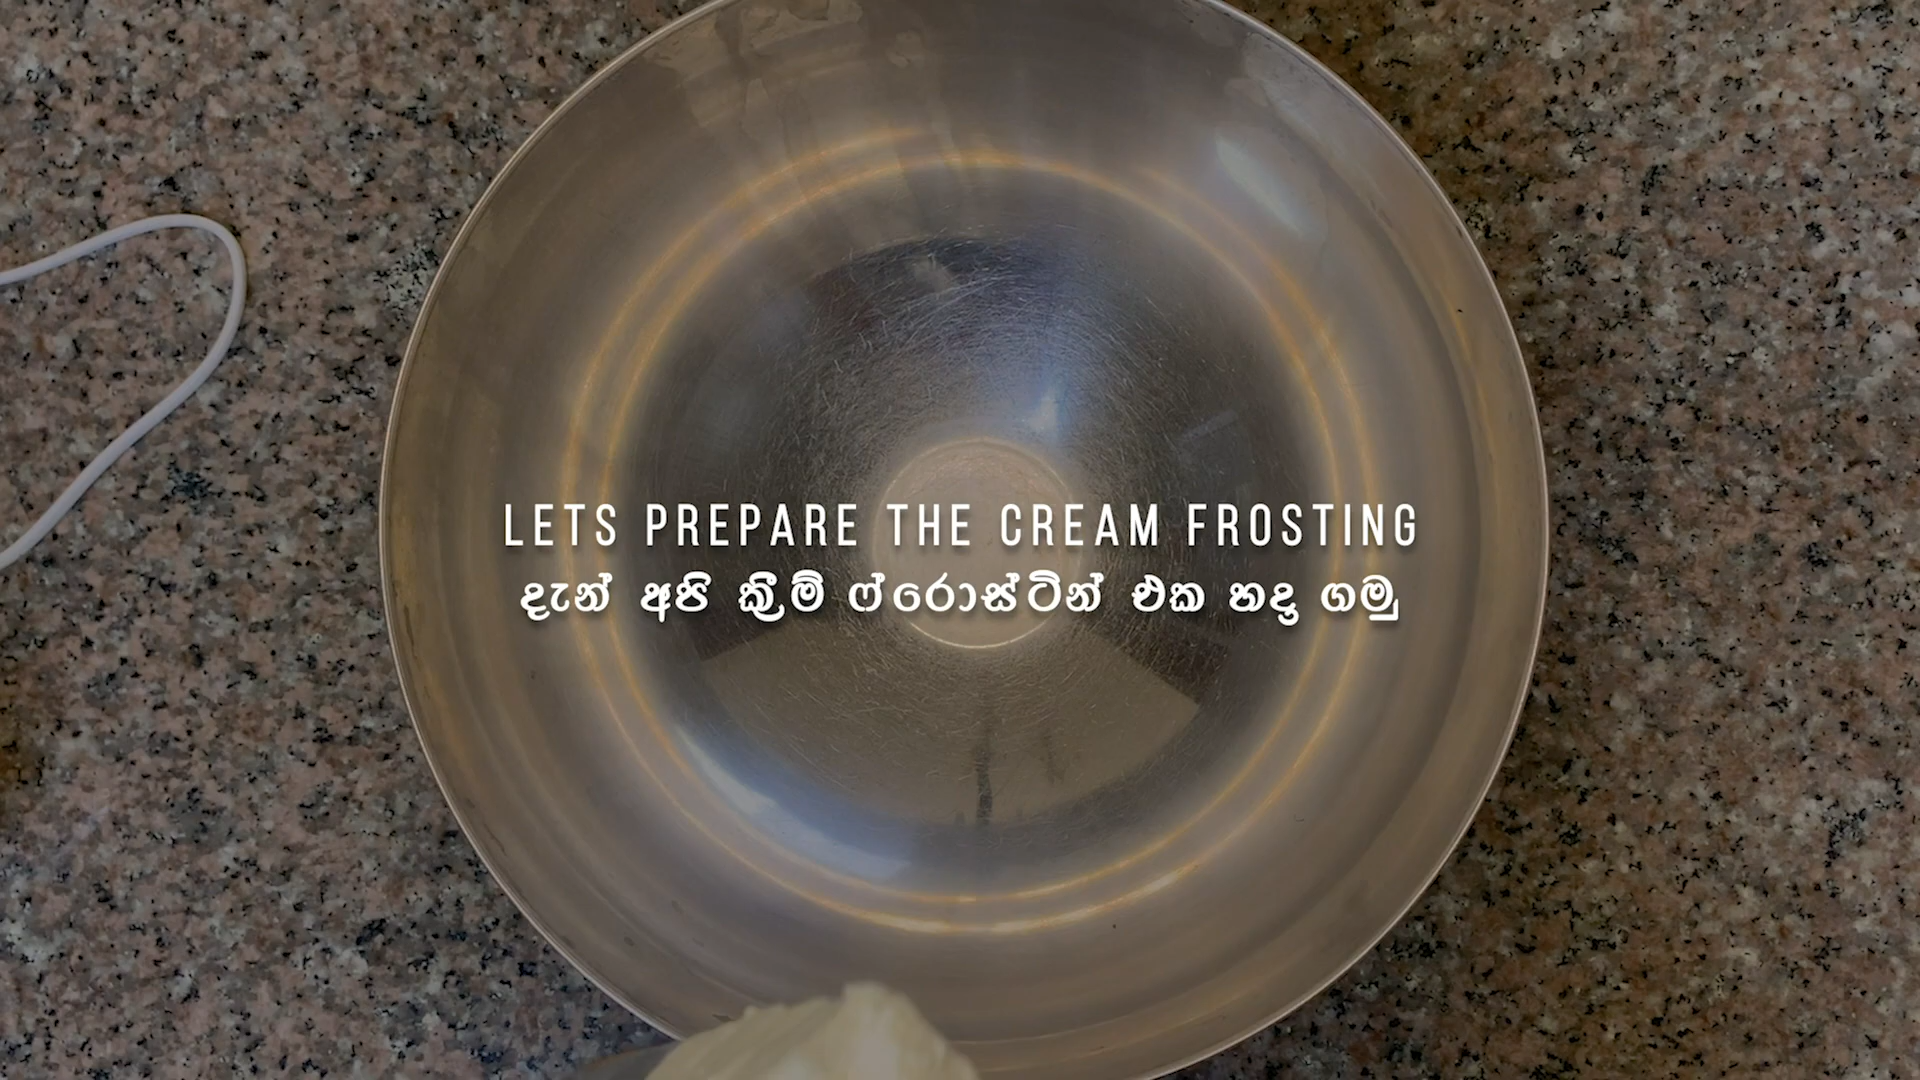 LETS PREPARE THE CREAM FROSTING
දැන් අපි ක්‍රීම් ෆ්රොස්ටින් එක හදා ගමු